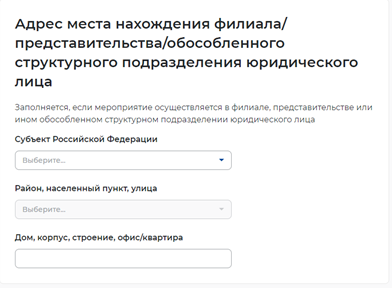 Адрес места нахождения филиала/
представительства/обособленного
структурного подразделения юридического
лица
Заполняется, если мероприятие осуществляется в филиале, представительстве или
ином обособленном структурном подразделении юридического лица
Субъект Российской Федерации
Выберите...
Район, населенный пункт, улица
Выберите...
Дом, корпус, строение, офис/квартира